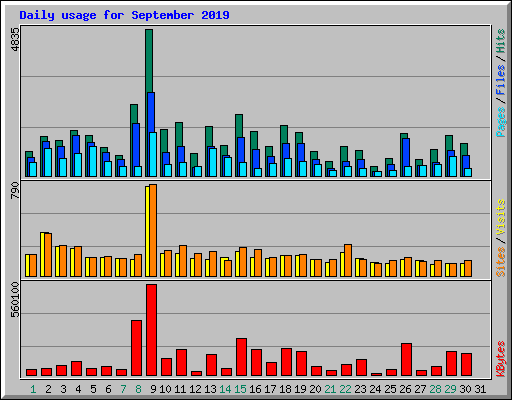 Daily usage for September 2019
4835
Pages / Files / Hits
790
Sites / Visits
560100
KBytes
1 2 3 4 5 6 7 8 9 10 11 12 13 14 15 16 17 18 19 20 21 22 23 24 25 26 27 28 29 30 31